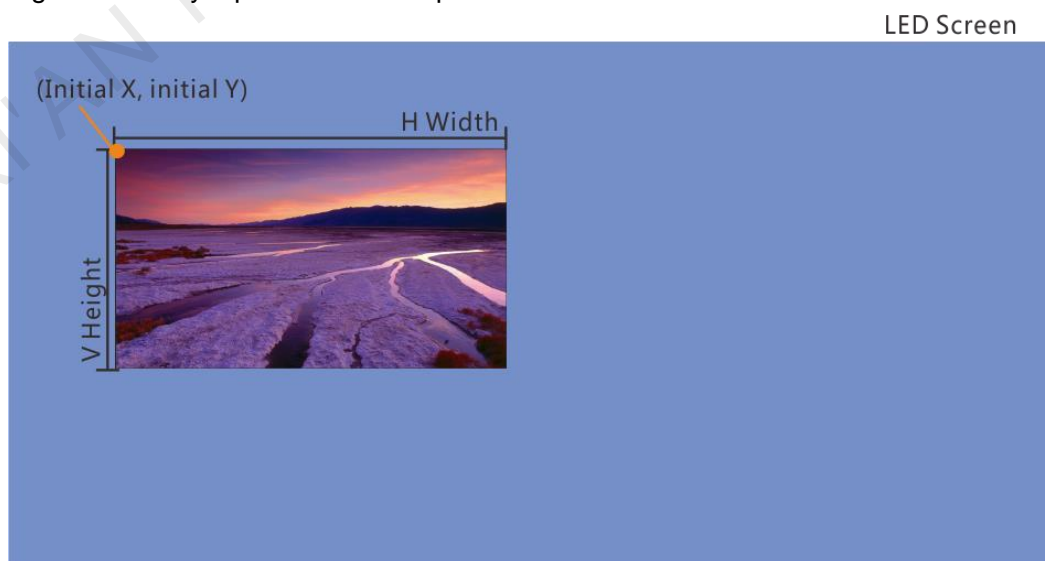 LED Screen
(Initial X, initial Y)
H Width
V Height